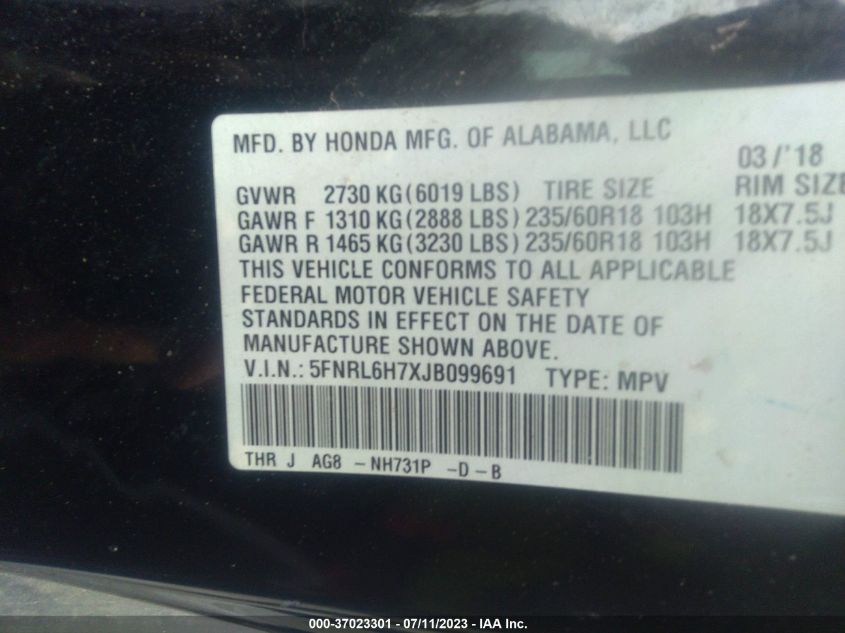 MFD. BY HONDA MFG. OF ALABAMA, LLC
03 /'18
GVWR 2730 KG (6019 LBS) TIRE SIZE RIM SIZE
GAWR F 1310 KG (2888 LBS) 235/60R18 103H 18X7.5J
GAWR R 1465 KG (3230 LBS) 235/60R18 103H 18X7.5J
THIS VEHICLE CONFORMS TO ALL APPLICABLE
FEDERAL MOTOR VEHICLE SAFETY
STANDARDS IN EFFECT ON THE DATE OF
MANUFACTURE SHOWN ABOVE.
V.I.N.: 5FNRL6H7XJB099691 TYPE: MPV
THR J AG8 - NH731P -D-B
000-37023301 - 07/11/2023 - IAA Inc.